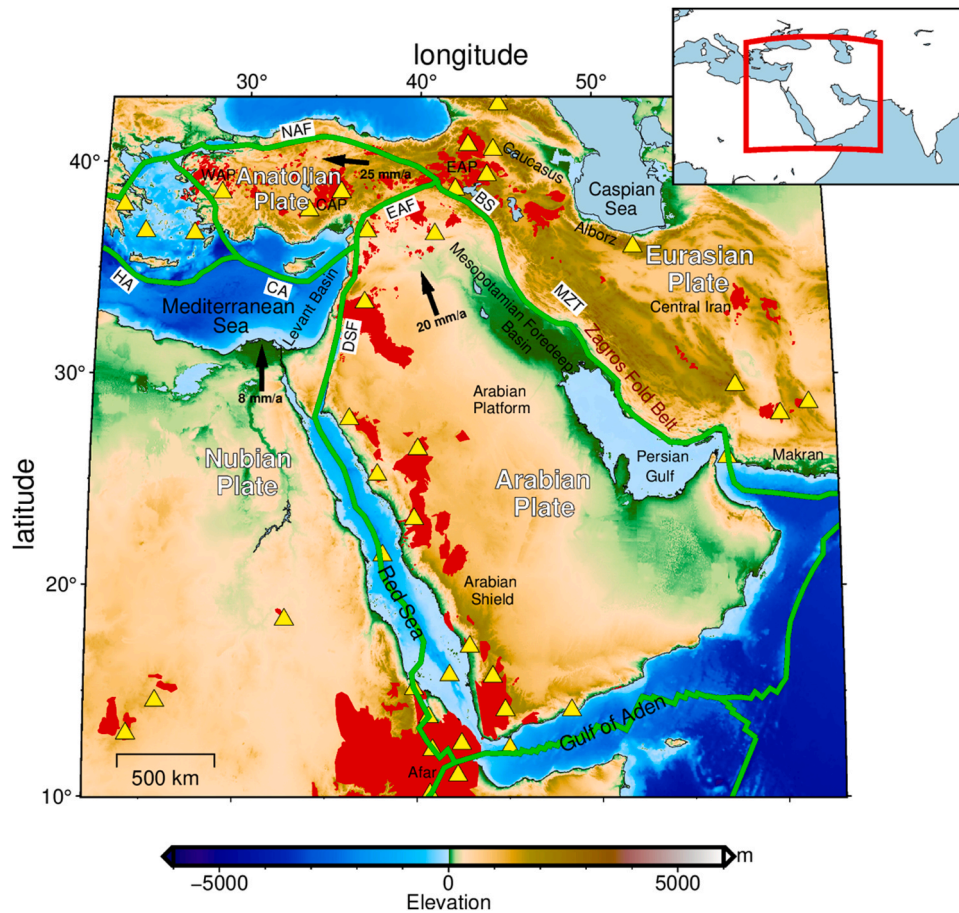 longitude
30°
40°
50°
latitude
40°
30°
20°
10°
NAF
25 mm/a
WAP
Anatolian
Plate
CAP
EAP
Caucasus
Caspian
Sea
BS
EAF
Alborz
Eurasian
Plate
Central Iran
HA
CA
Mediterranean
Sea
Levant Basin
DSF
20 mm/a
Mesopotamian Foredeep
Basin
MZT
Zagros Fold Belt
8 mm/a
Arabian
Platform
Nubian
Plate
Arabian
Plate
Persian
Gulf
Makran
Arabian
Shield
Red Sea
Gulf of Aden
Afar
500 km
−5000
0
5000
m
Elevation